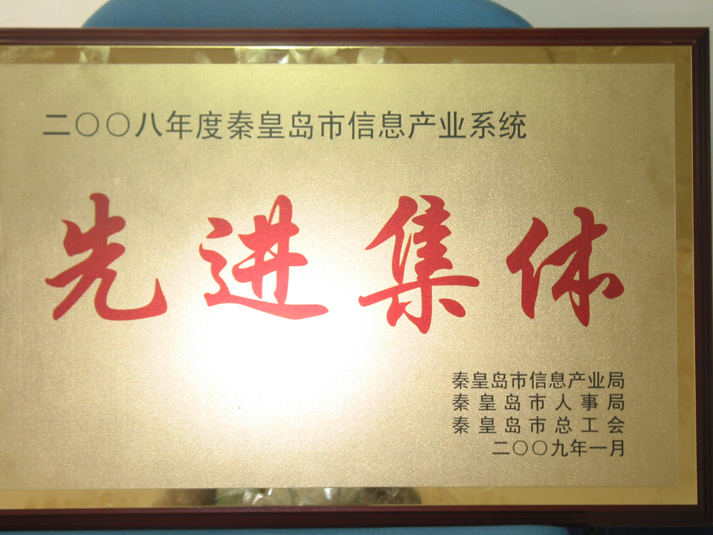 二〇〇八年度秦皇岛市信息产业系统
先进集体
秦皇岛市信息产业局
秦皇岛市人事局
秦皇岛市总工会
二〇〇九年一月